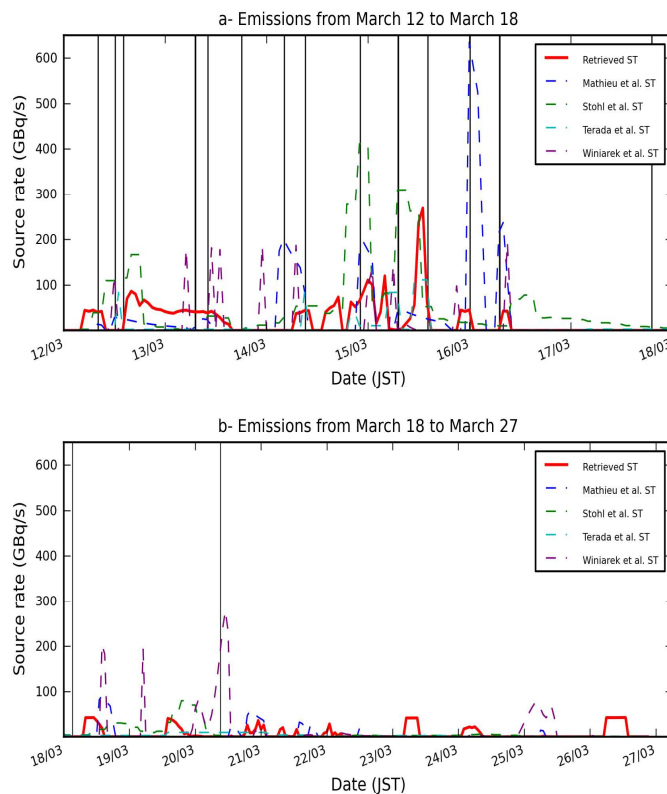 a- Emissions from March 12 to March 18
Source rate (GBq/s)
600
500
400
300
200
100
Retrieved ST
Mathieu et al. ST
Stohl et al. ST
Terada et al. ST
Winiarek et al. ST
12/03
13/03
14/03
15/03
16/03
17/03
18/03
Date (JST)
b- Emissions from March 18 to March 27
Source rate (GBq/s)
600
500
400
300
200
100
Retrieved ST
Mathieu et al. ST
Stohl et al. ST
Terada et al. ST
Winiarek et al. ST
18/03
19/03
20/03
21/03
22/03
23/03
24/03
25/03
26/03
27/03
Date (JST)